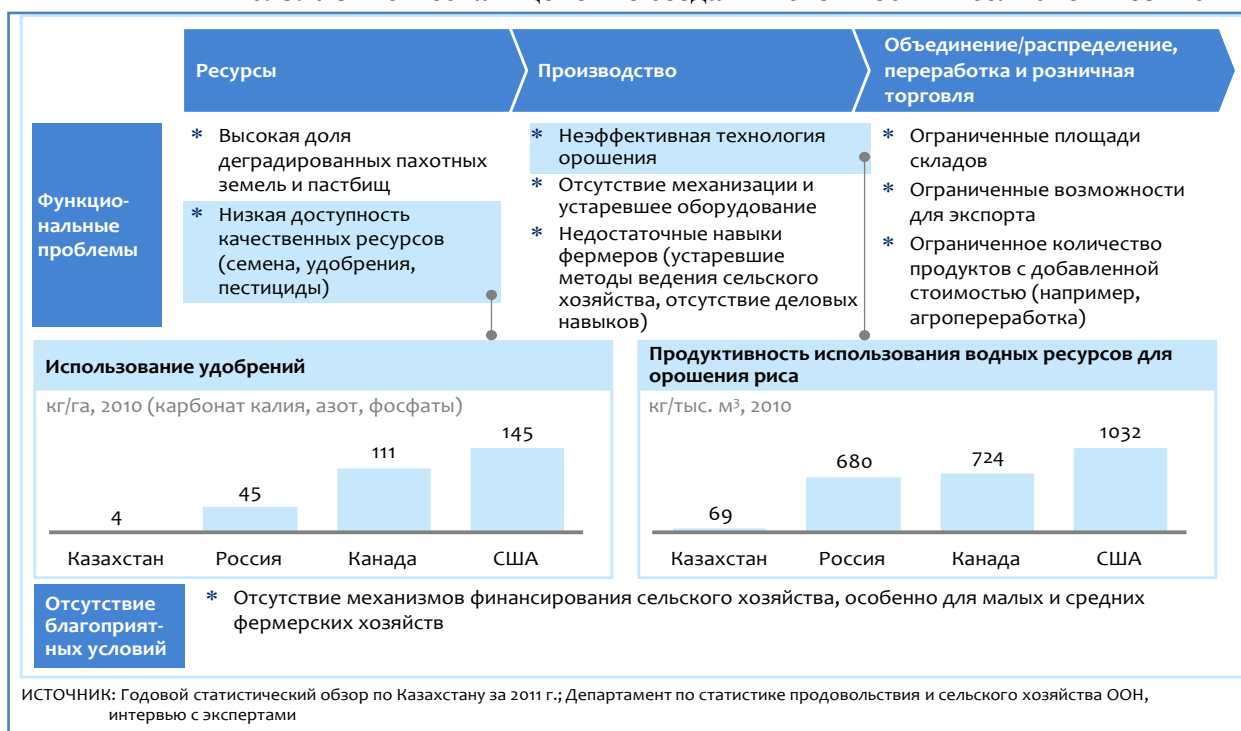 Ресурсы
Производство
Объединение/распределение,
переработка и розничная
торговля
Функцио-
нальные
проблемы
* Высокая доля
деградированных пахотных
земель и пастбищ
* Низкая доступность
качественных ресурсов
(семена, удобрения,
пестициды)
* Неэффективная технология
орошения
* Отсутствие механизации и
устаревшее оборудование
* Недостаточные навыки
фермеров (устаревшие
методы ведения сельского
хозяйства, отсутствие деловых
навыков)
* Ограниченные площади
складов
* Ограниченные возможности
для экспорта
* Ограниченное количество
продуктов с добавленной
стоимостью (например,
агропереработка)
Использование удобрений
кг/га, 2010 (карбонат калия, азот, фосфаты)
4
45
111
145
Казахстан
Россия
Канада
США
Продуктивность использования водных ресурсов для
орошения риса
кг/тыс. м³, 2010
69
680
724
1032
Казахстан
Россия
Канада
США
Отсутствие
благоприят-
ных условий
* Отсутствие механизмов финансирования сельского хозяйства, особенно для малых и средних
фермерских хозяйств
ИСТОЧНИК: Годовой статистический обзор по Казахстану за 2011 г.; Департамент по статистике продовольствия и сельского хозяйства ООН,
интервью с экспертами